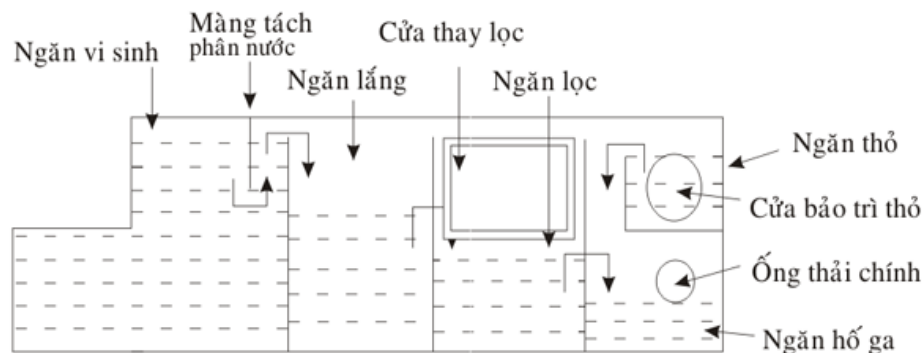 Ngăn vi sinh
Màng tách
phân nước
Ngăn lắng
Cửa thay lọc
Ngăn lọc
Ngăn thỏ
Cửa bảo trì thỏ
Ống thải chính
Ngăn hố ga